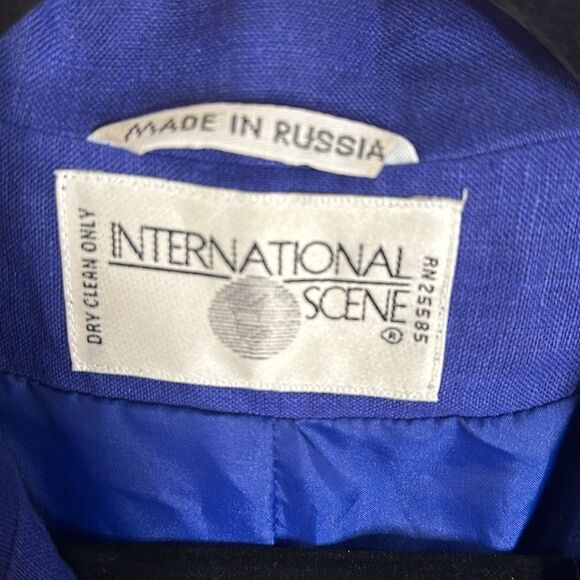 MADE IN RUSSIA
DRY CLEAN ONLY
INTERNATIONAL
SCENE ®
RN25585